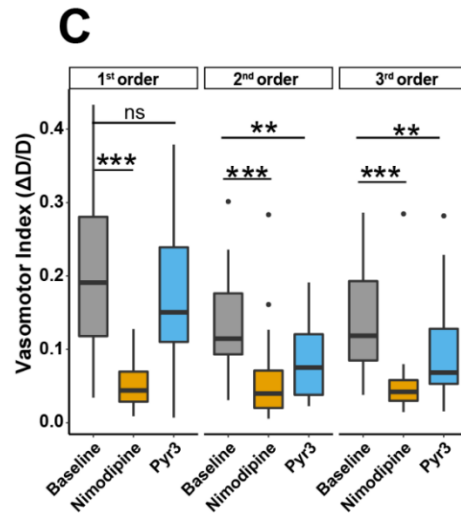 C
1st order 2nd order 3rd order
ns
** **
*** *** ***
Vasomotor Index (ΔD/D)
0.4
0.3
0.2
0.1
0.0
Baseline Nimodipine Pyr3 Baseline Nimodipine Pyr3 Baseline Nimodipine Pyr3